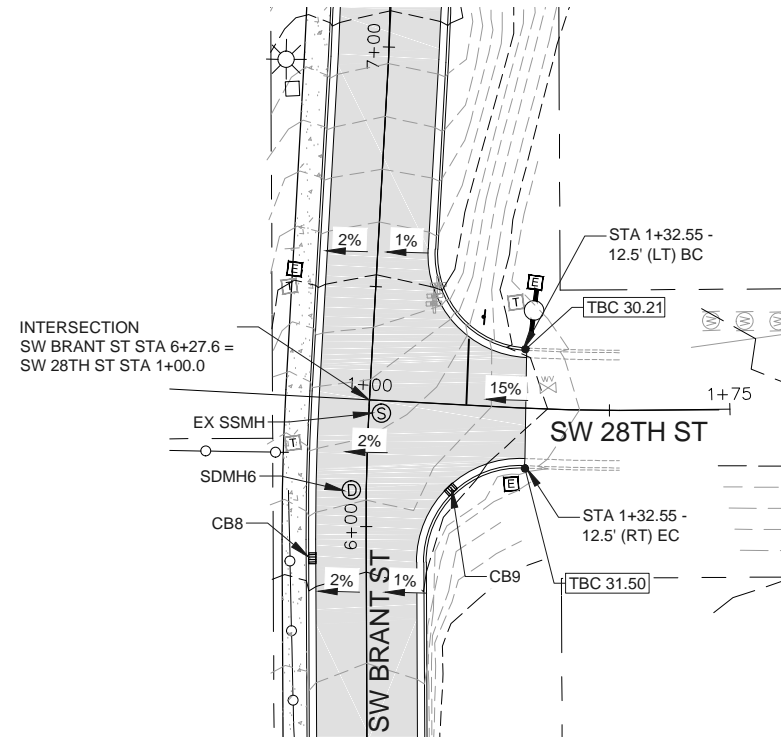 7+00
2%
1%
E
T
STA 1+32.55 -
12.5' (LT) BC
E
T
TBC 30.21
W
W
W
INTERSECTION
SW BRANT ST STA 6+27.6 =
SW 28TH ST STA 1+00.0
1+00
15%
WV
1+75
EX SSMH
S
SW 28TH ST
T
2%
SDMH6
D
E
CB8
6+00
STA 1+32.55 -
12.5' (RT) EC
CB9
2%
1%
TBC 31.50
SW BRANT ST